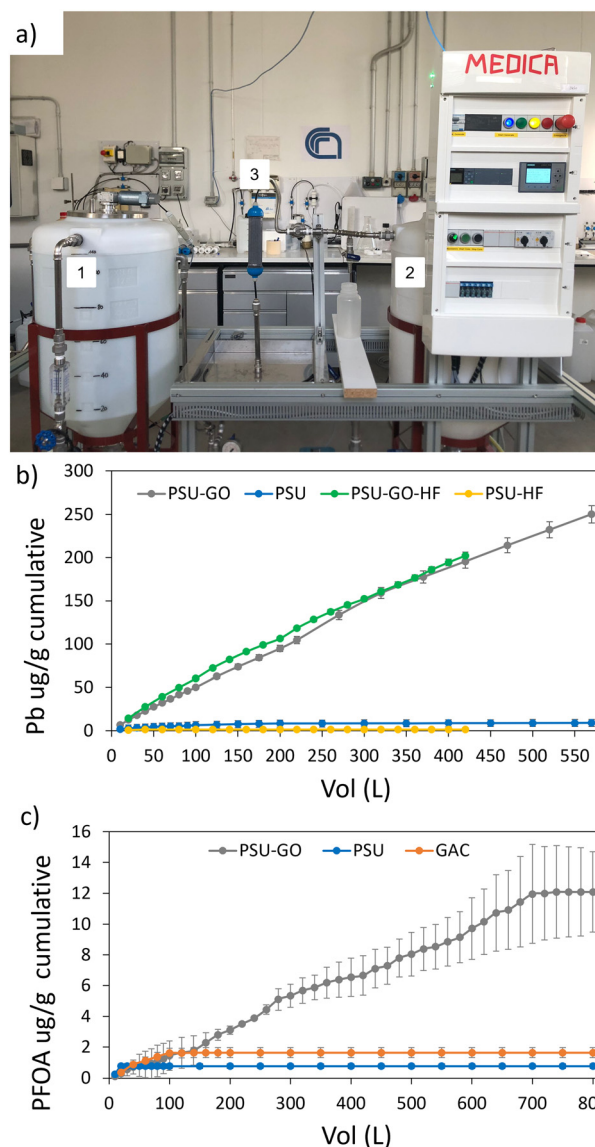 a)
MEDICA
3
1
2
b)
PSU-GO PSU PSU-GO-HF PSU-HF
Pb ug/g cumulative
300
250
200
150
100
50
0
0 50 100 150 200 250 300 350 400 450 500 550
Vol (L)
c)
PSU-GO PSU GAC
PFOA ug/g cumulative
16
14
12
10
8
6
4
2
0
0 100 200 300 400 500 600 700 80
Vol (L)